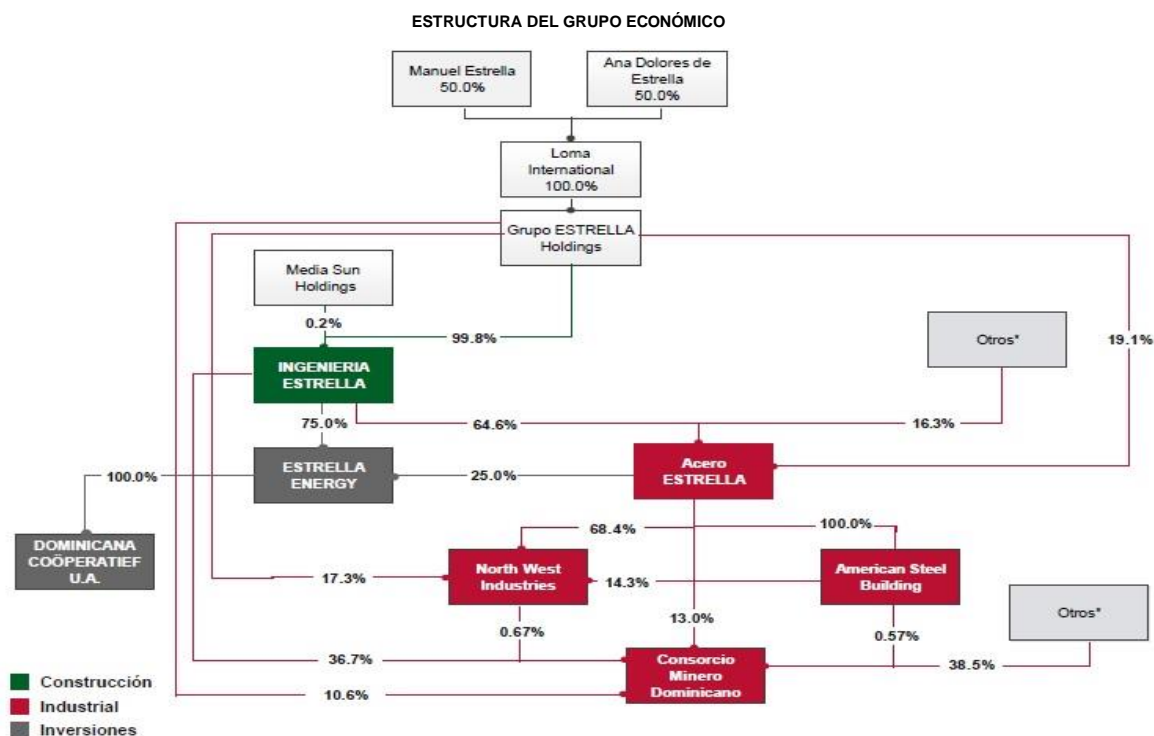 ESTRUCTURA DEL GRUPO ECONÓMICO
Manuel Estrella
50.0%
Ana Dolores de
Estrella
50.0%
Loma
International
100.0%
Grupo ESTRELLA
Holdings
Media Sun
Holdings
0.2%
99.8%
Otros*
19.1%
INGENIERIA
ESTRELLA
75.0%
64.6%
16.3%
100.0%
ESTRELLA
ENERGY
25.0%
Acero
ESTRELLA
DOMINICANA
COÖPERATIEF
U.A.
68.4%
100.0%
17.3%
North West
Industries
14.3%
American Steel
Building
Otros*
0.67%
13.0%
0.57%
36.7%
Consorcio
Minero
Dominicano
38.5%
10.6%
Construcción
Industrial
Inversiones